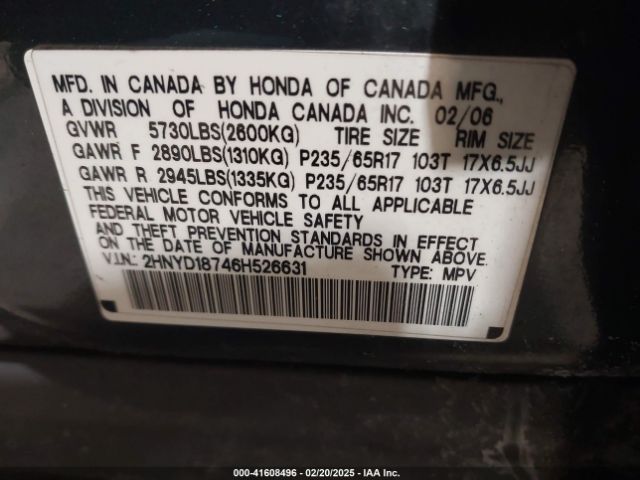 MFD. IN CANADA BY HONDA OF CANADA MFG.,
A DIVISION OF HONDA CANADA INC. 02/06
GVWR 5730LBS(2600KG) TIRE SIZE RIM SIZE
GAWR F 2890LBS(1310KG) P235/65R17 103T 17X6.5JJ
GAWR R 2945LBS(1335KG) P235/65R17 103T 17X6.5JJ
THIS VEHICLE CONFORMS TO ALL APPLICABLE
FEDERAL MOTOR VEHICLE SAFETY
AND THEFT PREVENTION STANDARDS IN EFFECT
ON THE DATE OF MANUFACTURE SHOWN ABOVE.
V.I.N.: 2HNYD18746H526631 TYPE: MPV
000-41608496 - 02/20/2025 - IAA Inc.